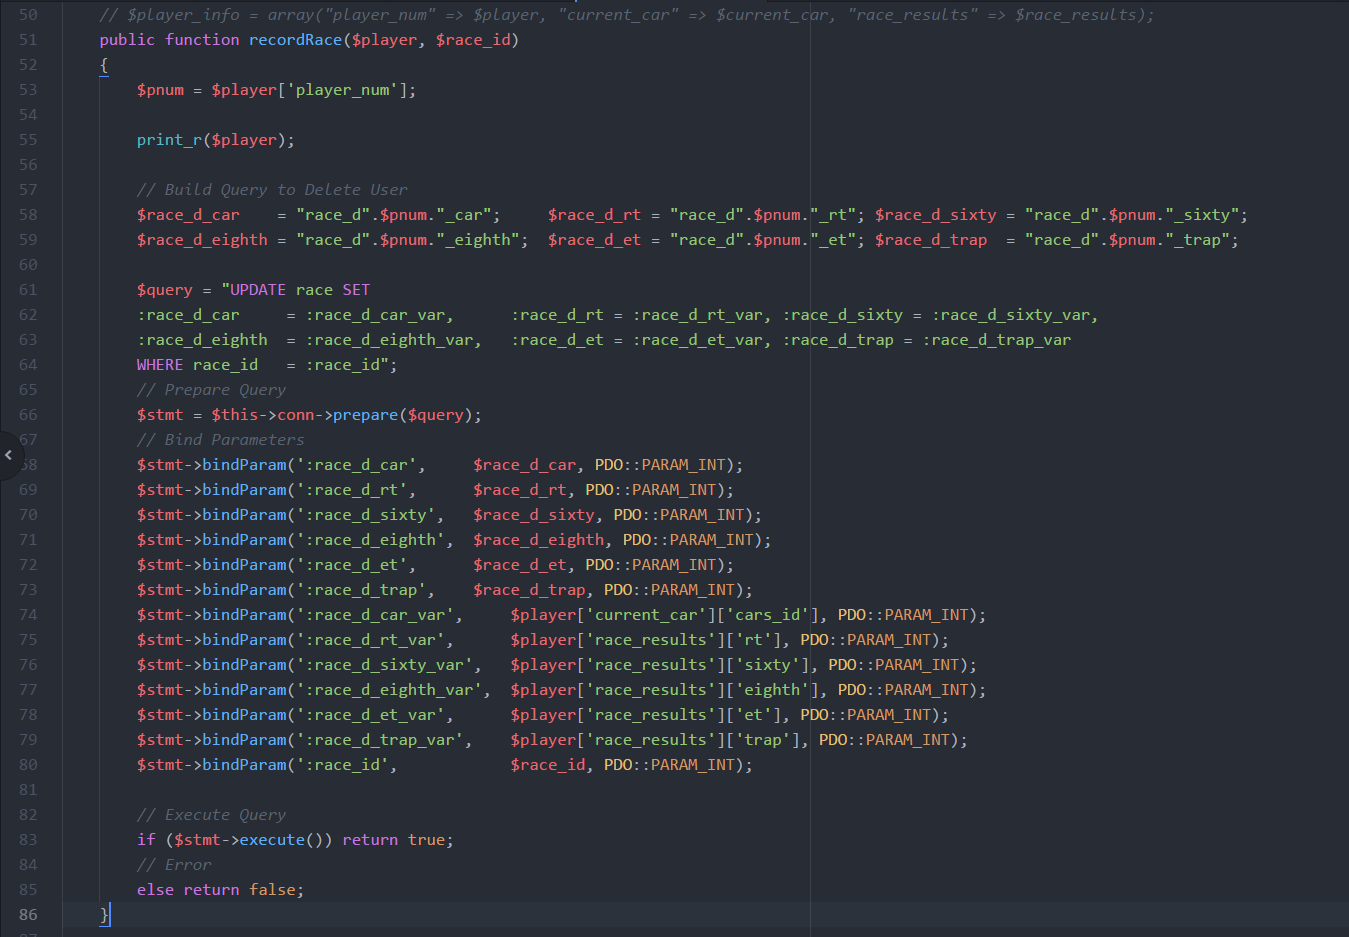 50 // $player_info = array("player_num" => $player, "current_car" => $current_car, "race_results" => $race_results);
51 public function recordRace($player, $race_id)
52 {
53 $pnum = $player['player_num'];
54
55 print_r($player);
56
57 // Build Query to Delete User
58 $race_d_car    = "race_d".$pnum."_car";     $race_d_rt = "race_d".$pnum."_rt"; $race_d_sixty = "race_d".$pnum."_sixty";
59 $race_d_eighth = "race_d".$pnum."_eighth";  $race_d_et = "race_d".$pnum."_et"; $race_d_trap  = "race_d".$pnum."_trap";
60
61 $query = "UPDATE race SET
62 :race_d_car     = :race_d_car_var,      :race_d_rt = :race_d_rt_var, :race_d_sixty = :race_d_sixty_var,
63 :race_d_eighth  = :race_d_eighth_var,   :race_d_et = :race_d_et_var, :race_d_trap = :race_d_trap_var
64 WHERE race_id   = :race_id";
65 // Prepare Query
66 $stmt = $this->conn->prepare($query);
67 // Bind Parameters
68 $stmt->bindParam(':race_d_car',     $race_d_car, PDO::PARAM_INT);
69 $stmt->bindParam(':race_d_rt',      $race_d_rt, PDO::PARAM_INT);
70 $stmt->bindParam(':race_d_sixty',   $race_d_sixty, PDO::PARAM_INT);
71 $stmt->bindParam(':race_d_eighth',  $race_d_eighth, PDO::PARAM_INT);
72 $stmt->bindParam(':race_d_et',      $race_d_et, PDO::PARAM_INT);
73 $stmt->bindParam(':race_d_trap',    $race_d_trap, PDO::PARAM_INT);
74 $stmt->bindParam(':race_d_car_var',     $player['current_car']['cars_id'], PDO::PARAM_INT);
75 $stmt->bindParam(':race_d_rt_var',      $player['race_results']['rt'], PDO::PARAM_INT);
76 $stmt->bindParam(':race_d_sixty_var',   $player['race_results']['sixty'], PDO::PARAM_INT);
77 $stmt->bindParam(':race_d_eighth_var',  $player['race_results']['eighth'], PDO::PARAM_INT);
78 $stmt->bindParam(':race_d_et_var',      $player['race_results']['et'], PDO::PARAM_INT);
79 $stmt->bindParam(':race_d_trap_var',    $player['race_results']['trap'], PDO::PARAM_INT);
80 $stmt->bindParam(':race_id',            $race_id, PDO::PARAM_INT);
81
82 // Execute Query
83 if ($stmt->execute()) return true;
84 // Error
85 else return false;
86 }